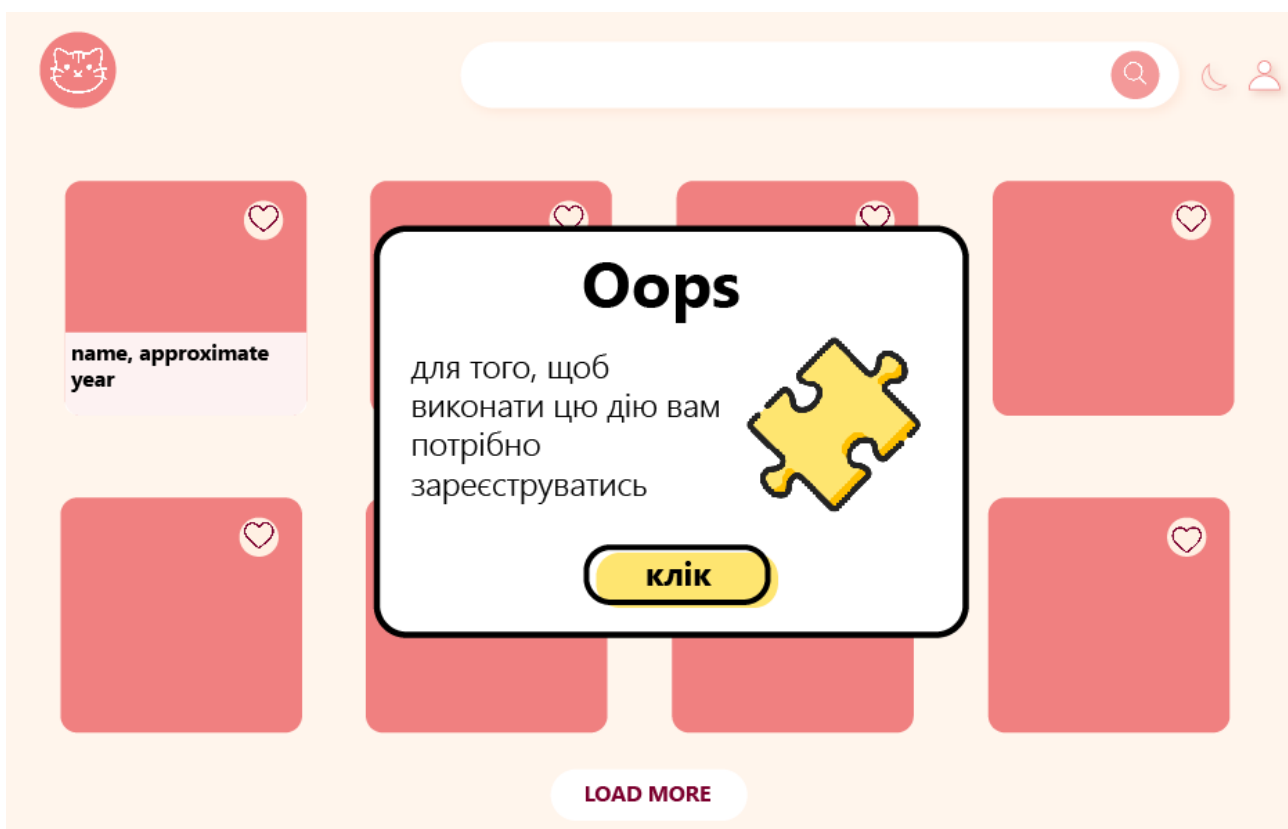 name, approximate
year
Oops
для того, щоб
виконати цю дію вам
потрібно
зареєструватись
клік
LOAD MORE